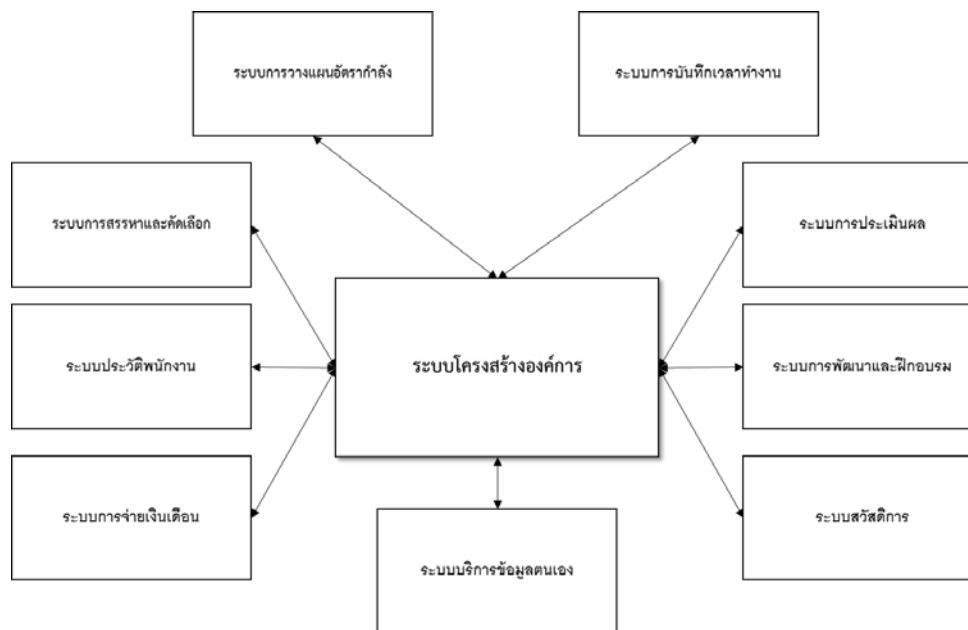 ระบบการวางแผนอัตรากำลัง
ระบบการบันทึกเวลาทำงาน
ระบบการสรรหาและคัดเลือก
ระบบการประเมินผล
ระบบโครงสร้างองค์การ
ระบบประวัติพนักงาน
ระบบการพัฒนาและฝึกอบรม
ระบบการจ่ายเงินเดือน
ระบบสวัสดิการ
ระบบบริการข้อมูลตนเอง